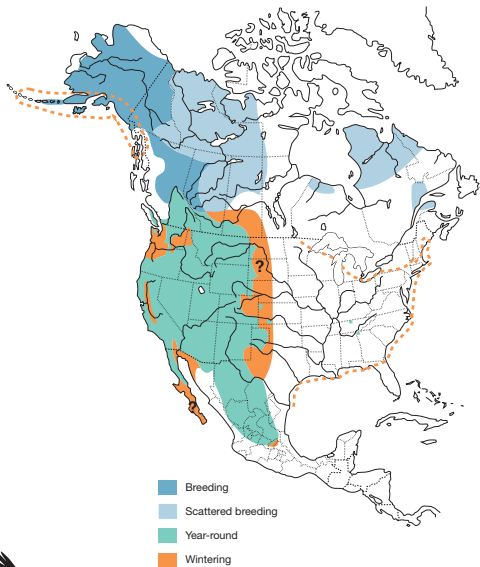 ?
?
Breeding
Scattered breeding
Year-round
Wintering